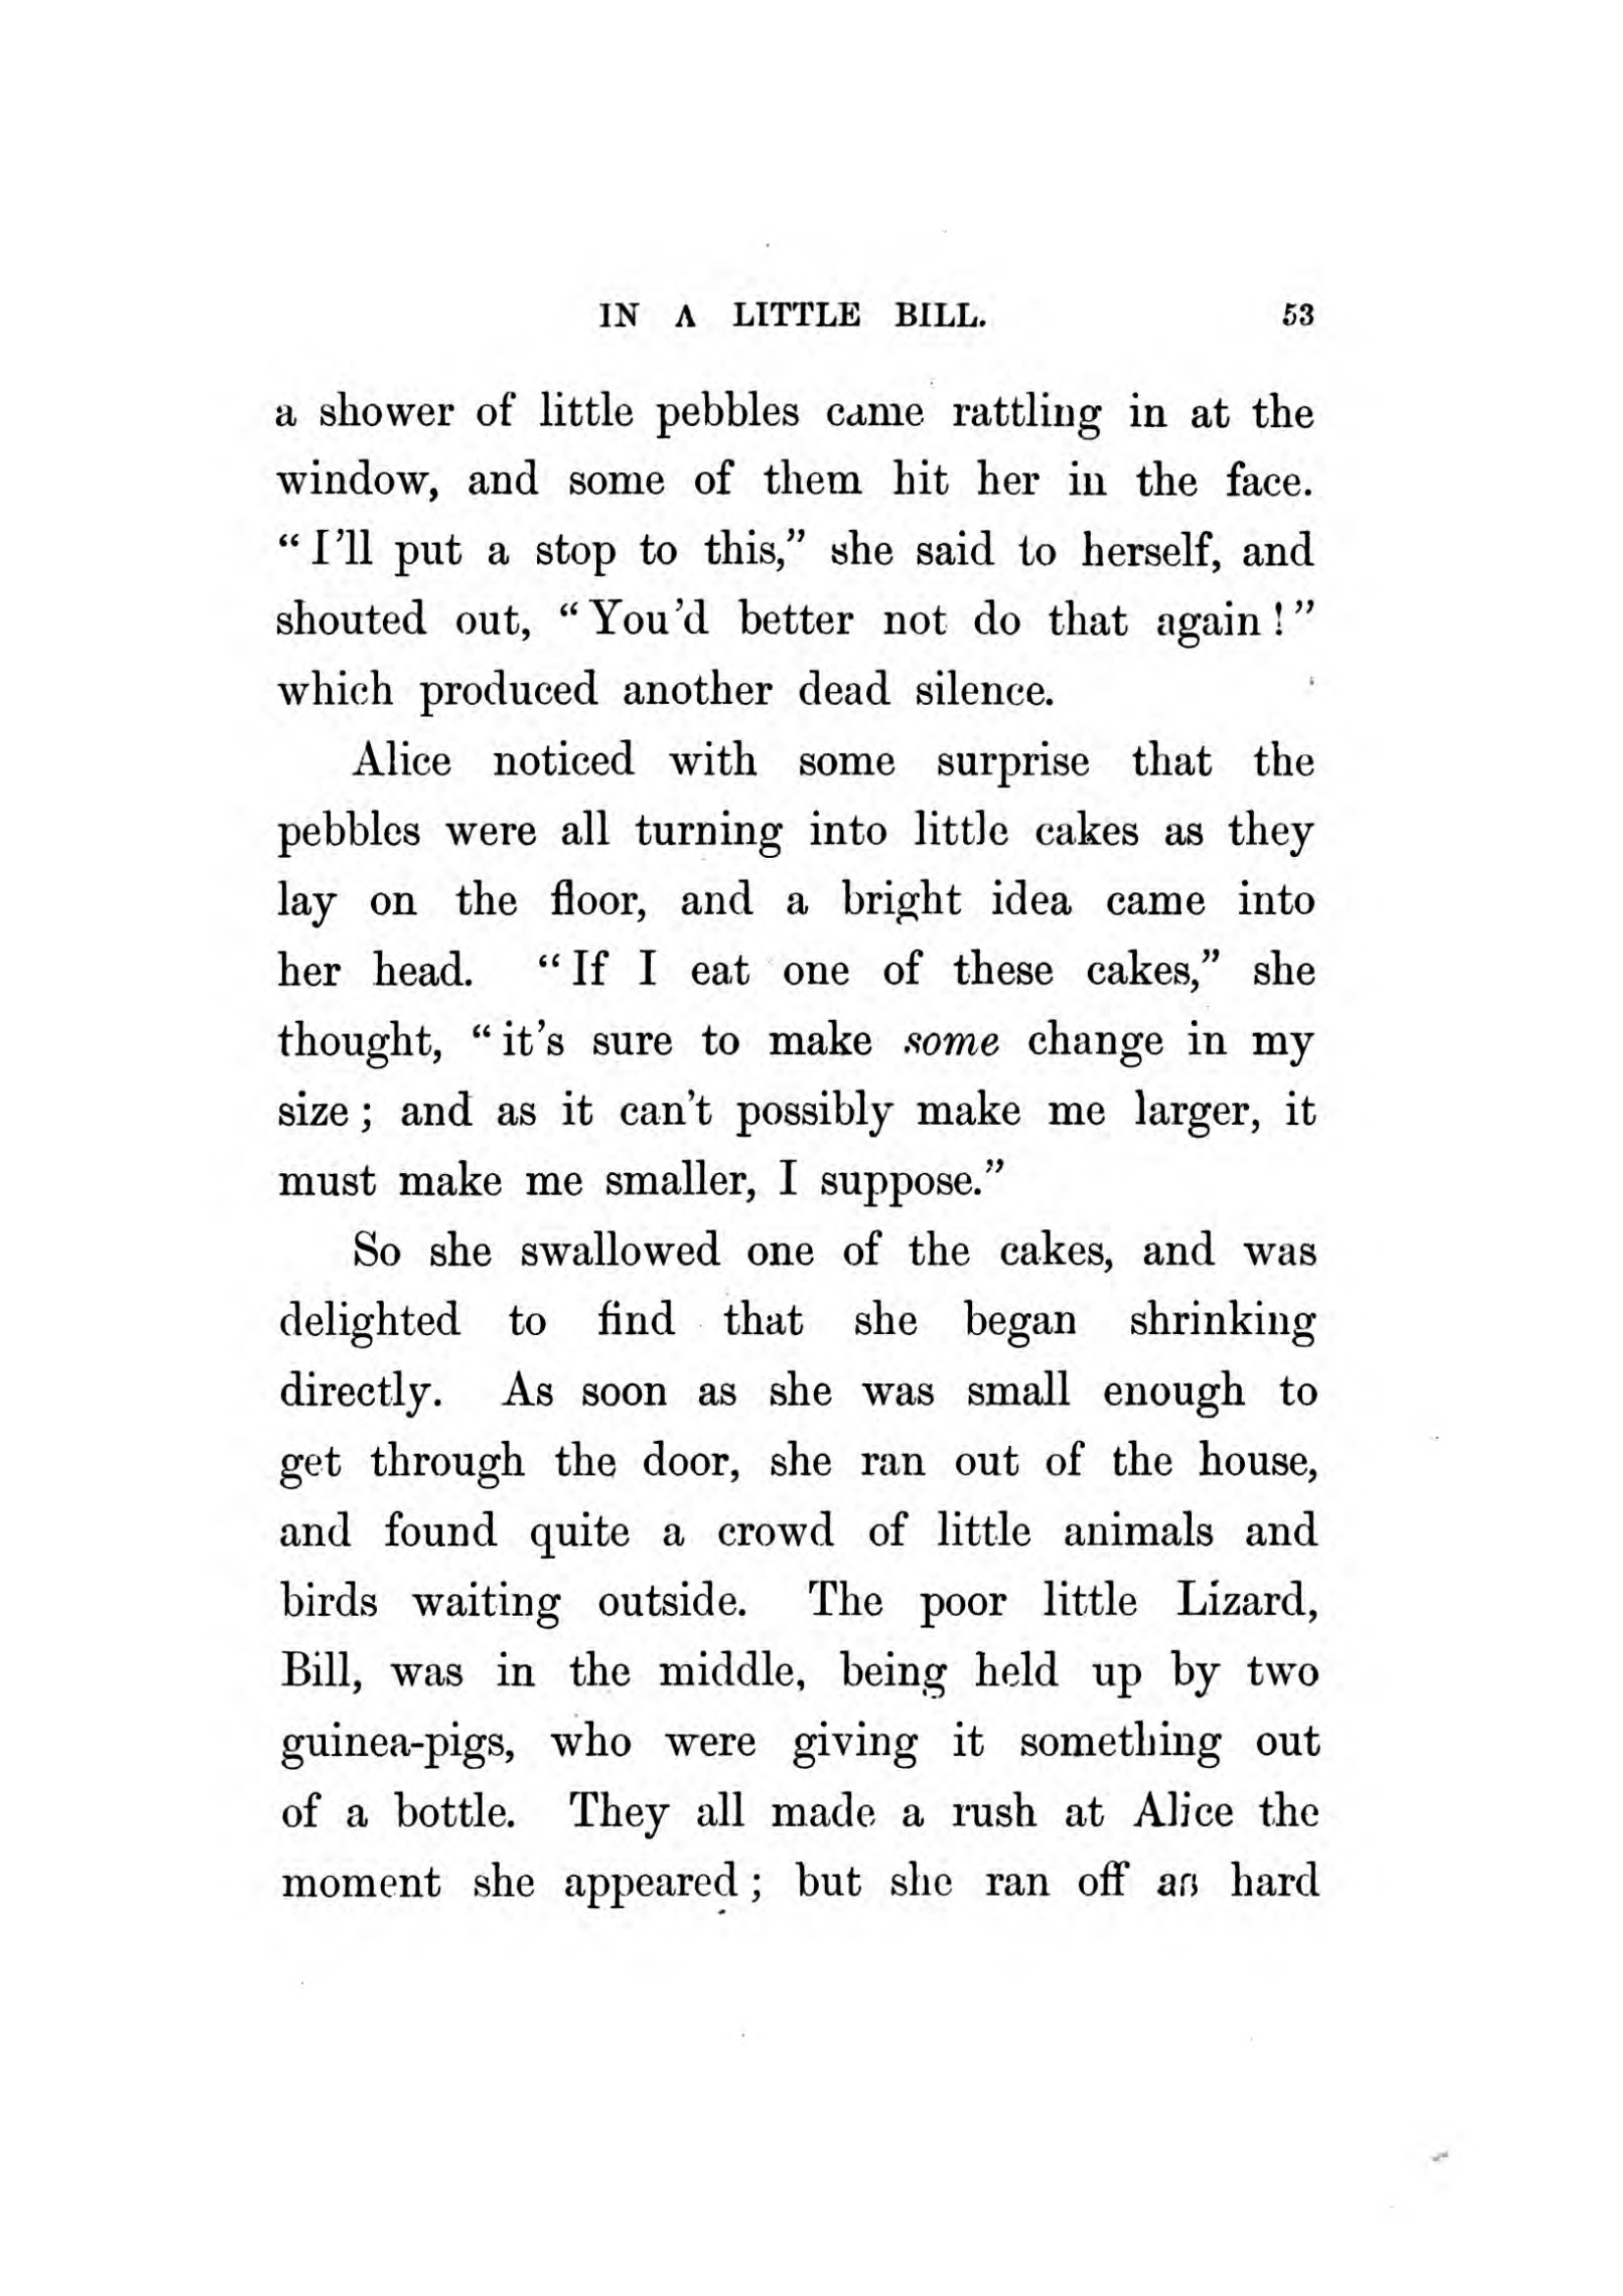 IN A LITTLE BILL. 53
a shower of little pebbles came rattling in at the
window, and some of them hit her in the face.
“I’ll put a stop to this,” she said to herself, and
shouted out, “You’d better not do that again!”
which produced another dead silence.
Alice noticed with some surprise that the
pebbles were all turning into little cakes as they
lay on the floor, and a bright idea came into
her head. “If I eat one of these cakes,” she
thought, “it’s sure to make some change in my
size; and as it can’t possibly make me larger, it
must make me smaller, I suppose.”
So she swallowed one of the cakes, and was
delighted to find that she began shrinking
directly. As soon as she was small enough to
get through the door, she ran out of the house,
and found quite a crowd of little animals and
birds waiting outside. The poor little Lizard,
Bill, was in the middle, being held up by two
guinea-pigs, who were giving it something out
of a bottle. They all made a rush at Alice the
moment she appeared; but she ran off as hard